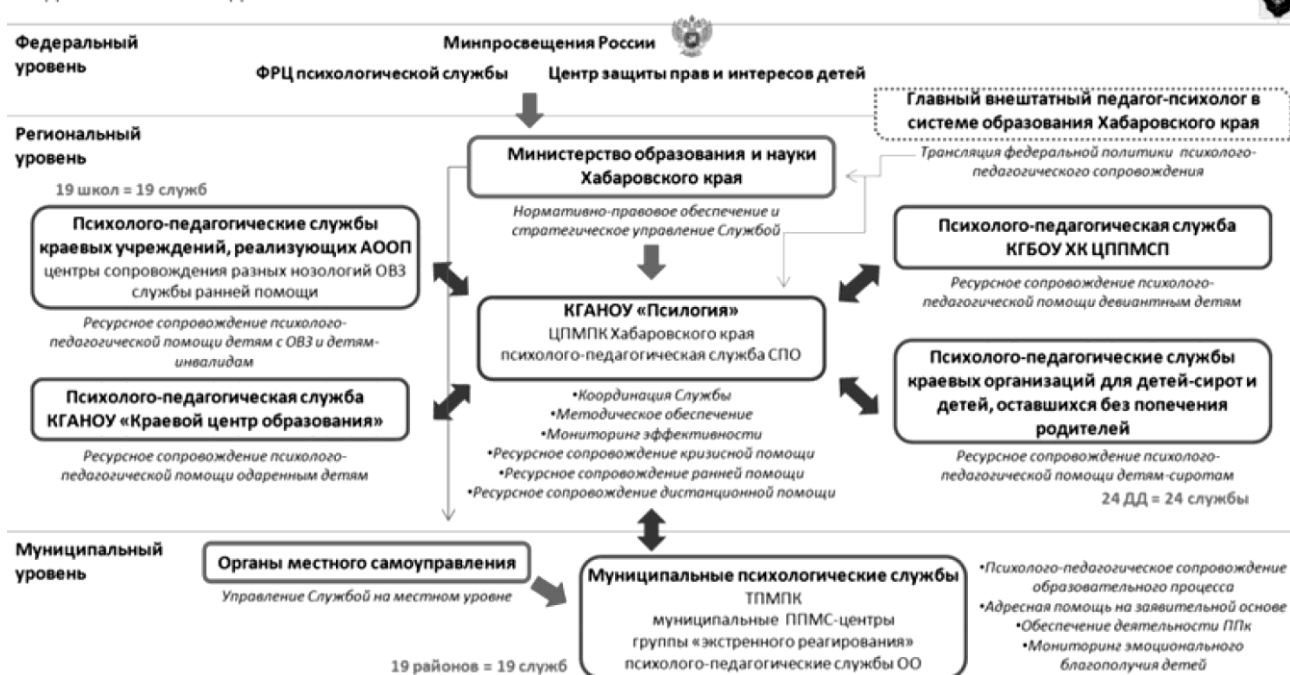 Федеральный
уровень
Минпросвещения России
ФРЦ психологической службы
Центр защиты прав и интересов детей
Главный внештатный педагог-психолог в
системе образования Хабаровского края
Трансляция федеральной политики психолого-
педагогического сопровождения
Региональный
уровень
Министерство образования и науки
Хабаровского края
Нормативно-правовое обеспечение и
стратегическое управление Службой
19 школ = 19 служб
Психолого-педагогические службы
краевых учреждений, реализующих АООП
центры сопровождения разных нозологий ОВЗ
службы ранней помощи
Ресурсное сопровождение психолого-
педагогической помощи детям с ОВЗ и детям-
инвалидам
Психолого-педагогическая служба
КГАНОУ «Краевой центр образования»
Ресурсное сопровождение психолого-
педагогической помощи одаренным детям
КГАНОУ «Псилогия»
ЦПМПК Хабаровского края
психолого-педагогическая служба СПО
•Координация Службы
•Методическое обеспечение
•Мониторинг эффективности
•Ресурсное сопровождение кризисной помощи
•Ресурсное сопровождение ранней помощи
•Ресурсное сопровождение дистанционной помощи
Психолого-педагогическая служба
КГБОУ ХК ЦППМСП
Ресурсное сопровождение психолого-
педагогической помощи девиантным детям
Психолого-педагогические службы
краевых организаций для детей-сирот и
детей, оставшихся без попечения
родителей
Ресурсное сопровождение психолого-
педагогической помощи детям-сиротам
24 ДД = 24 службы
Муниципальный
уровень
Органы местного самоуправления
Управление Службой на местном уровне
19 районов = 19 служб
Муниципальные психологические службы
ТПМПК
муниципальные ППМС-центры
группы «экстренного реагирования»
психолого-педагогические службы ОО
•Психолого-педагогическое сопровождение
образовательного процесса
•Адресная помощь на заявительной основе
•Обеспечение деятельности ППк
•Мониторинг эмоционального
благополучия детей